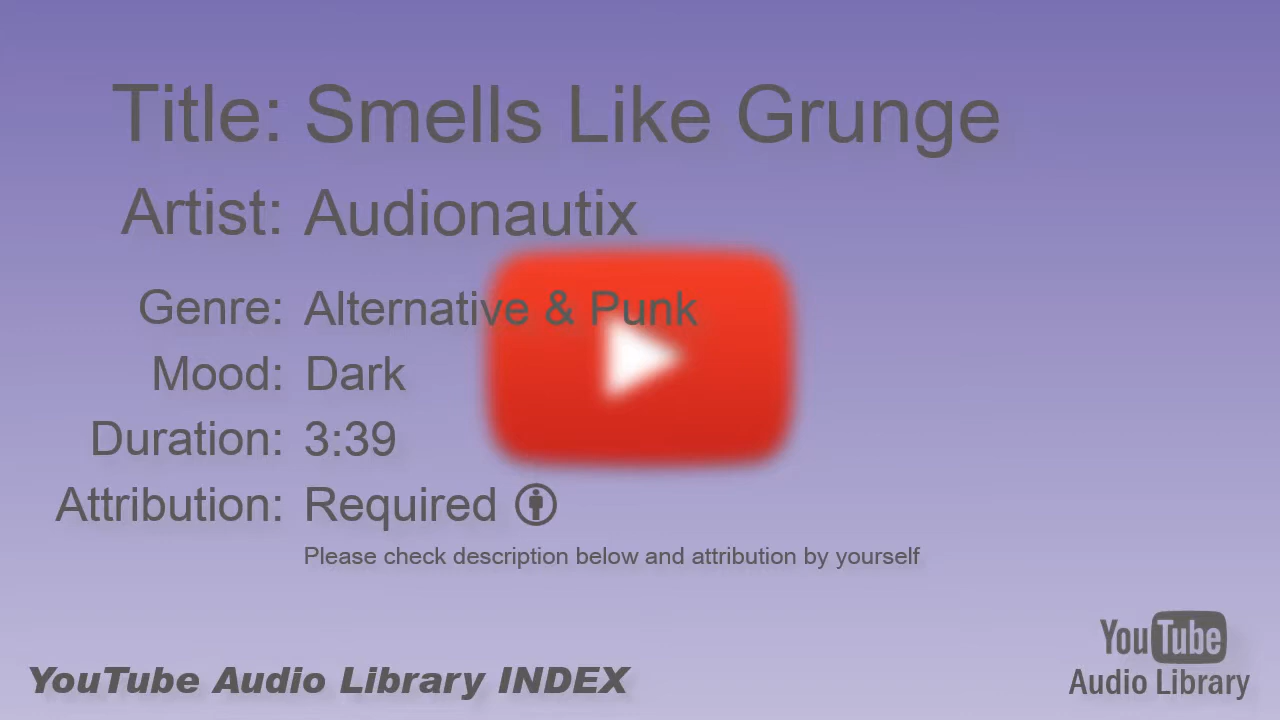 Title: Smells Like Grunge
Artist: Audionautix
Genre: Alternative & Punk
Mood: Dark
Duration: 3:39
Attribution: Required
Please check description below and attribution by yourself
YouTube Audio Library INDEX
YouTube
Audio Library